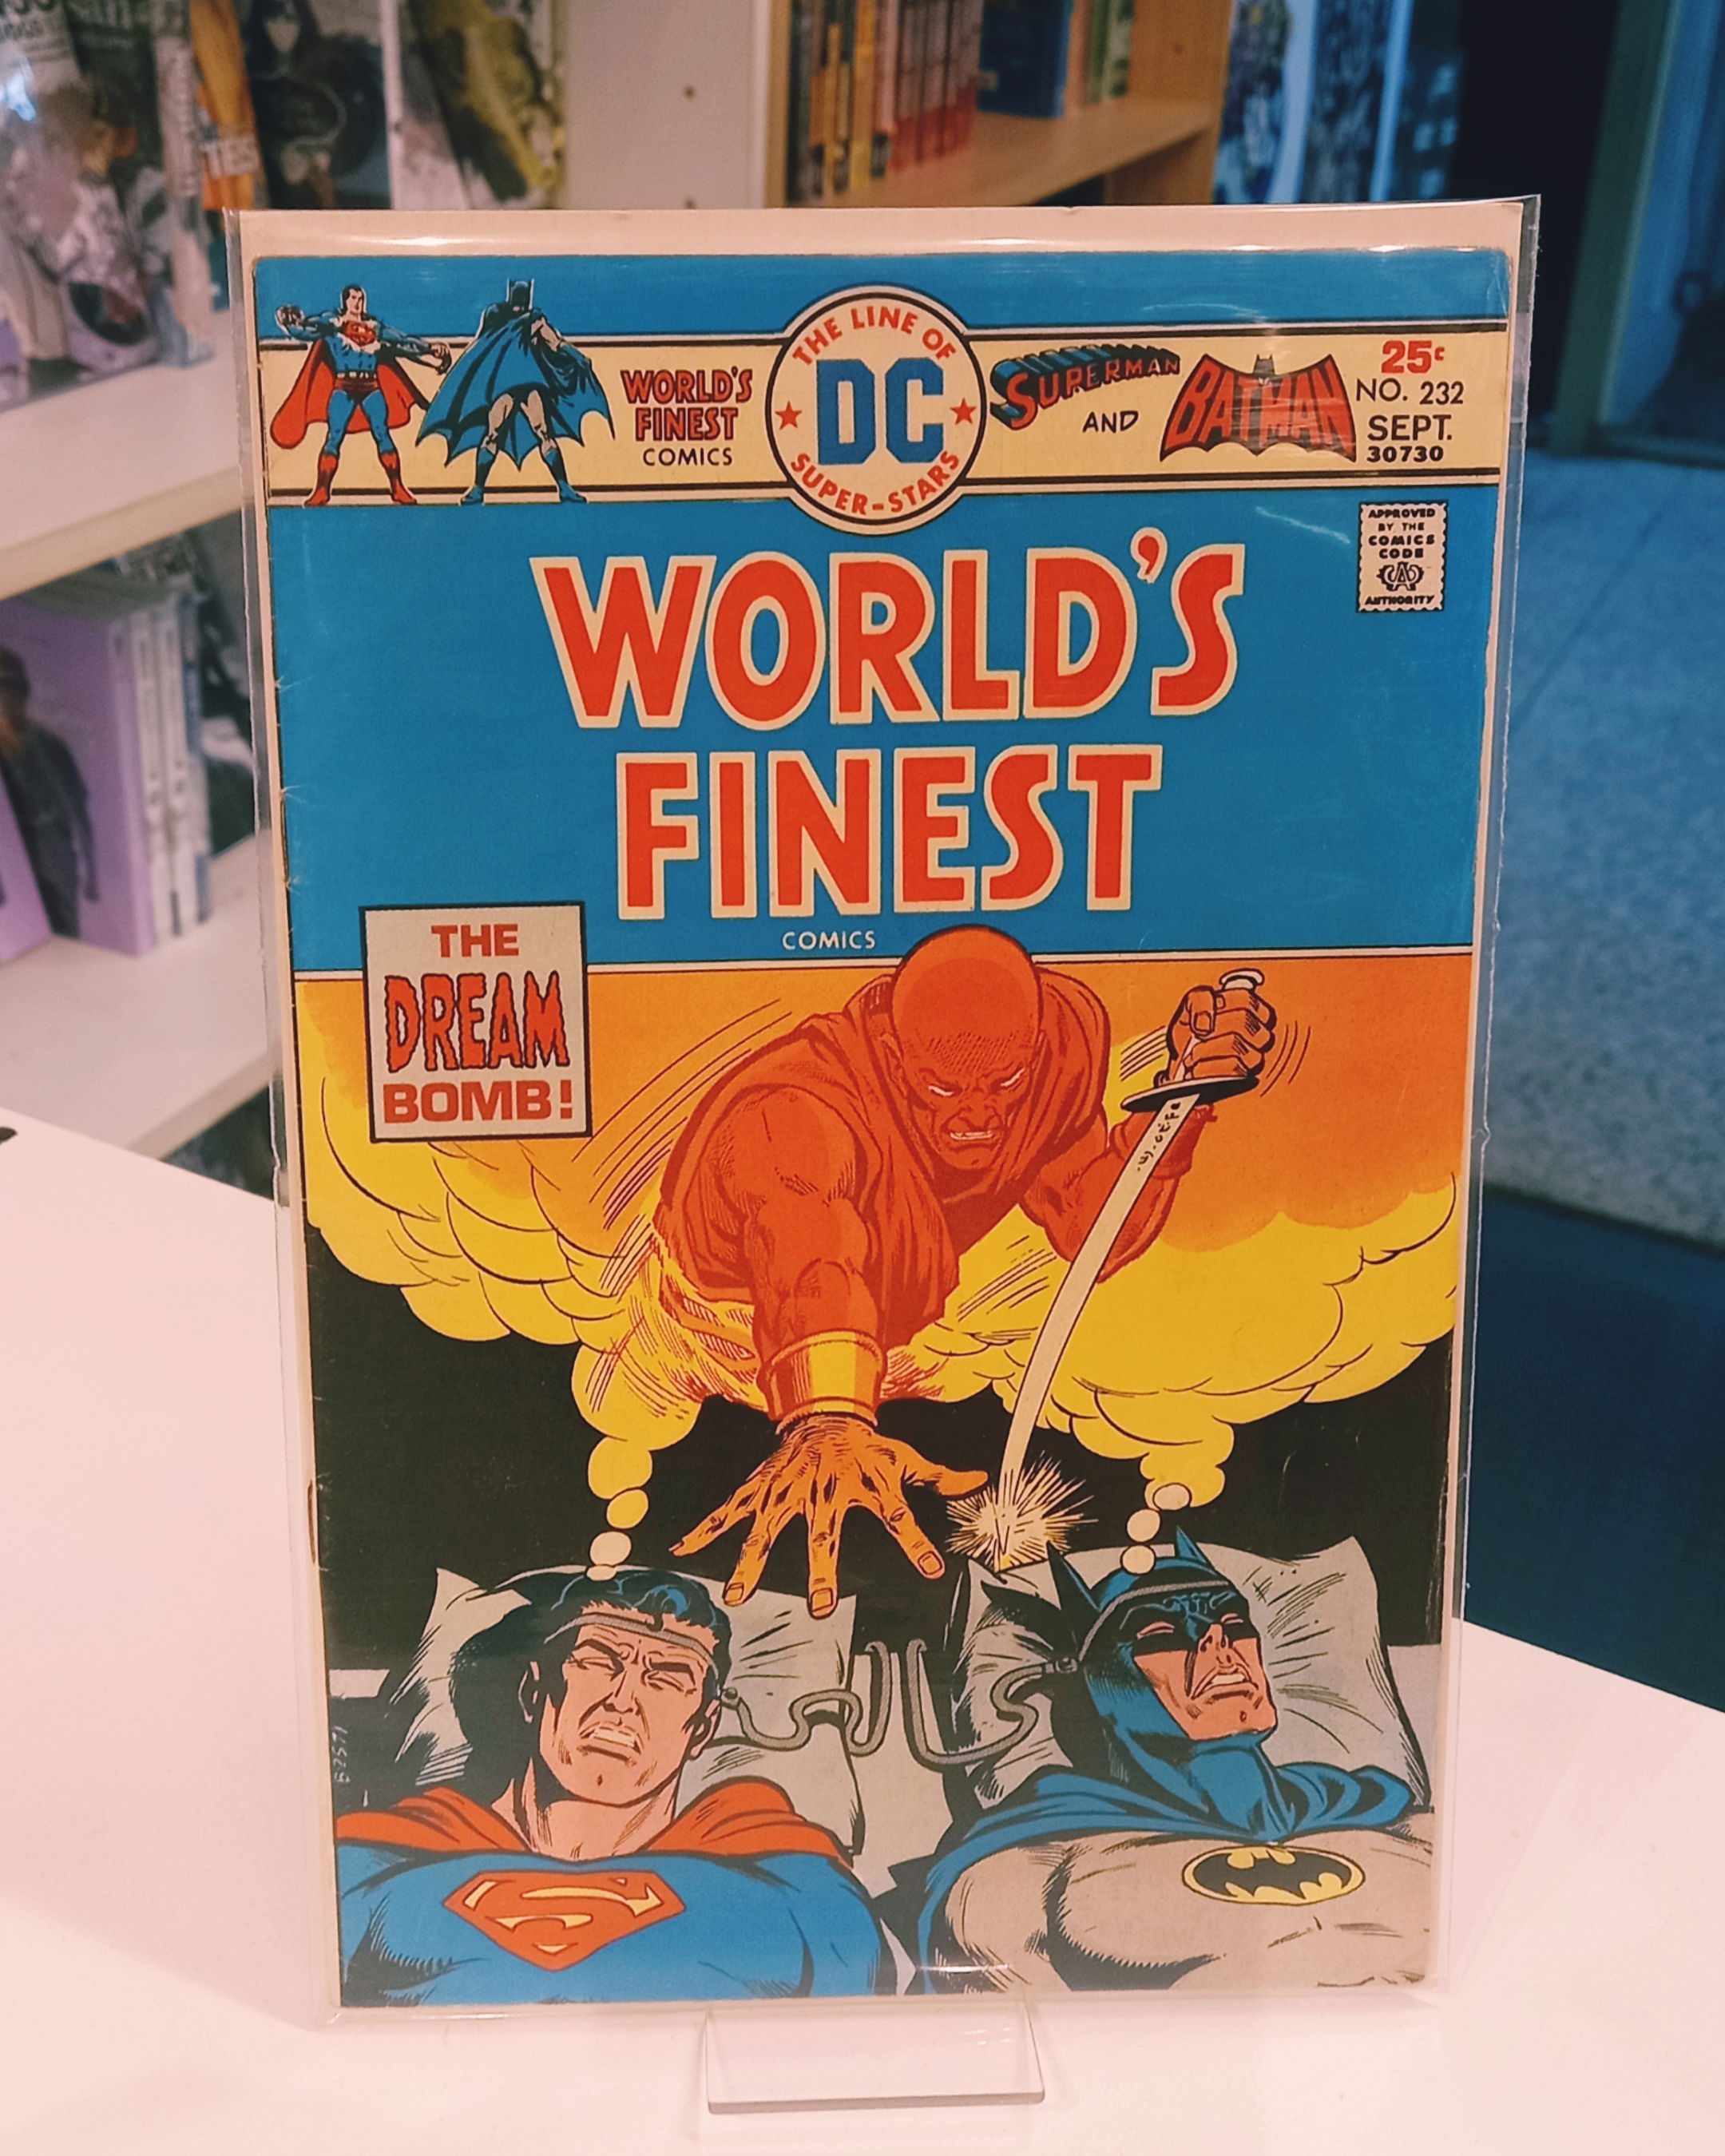 WORLD'S
FINEST
COMICS
THE LINE OF
DC
SUPER-STARS
SUPERMAN
AND
BATMAN
25¢
NO. 232
SEPT.
30730
APPROVED
BY THE
COMICS
CODE
CA
AUTHORITY
WORLD'S
FINEST
COMICS
THE
DREAM
BOMB!
S
B-2571